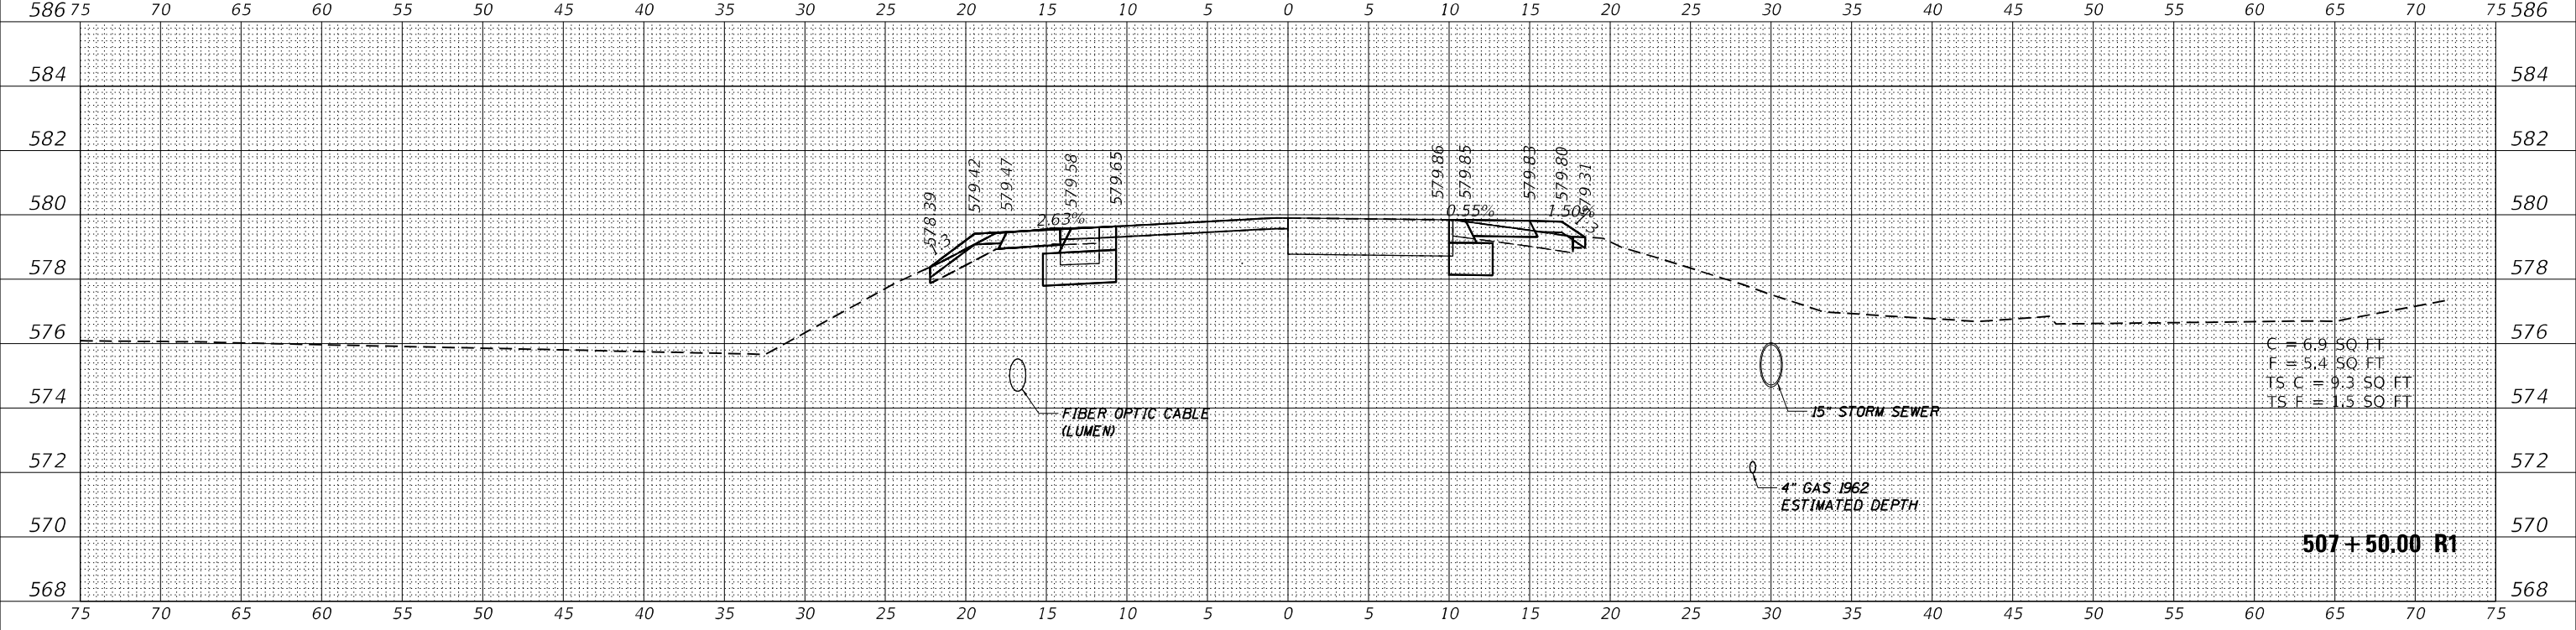 586 75 70 65 60 55 50 45 40 35 30 25 20 15 10 5 0 5 10 15 20 25 30 35 40 45 50 55 60 65 70 75 586
584 584
582 582
578.39 579.42 579.47 579.58 579.65 579.86 579.85 579.83 579.80 579.31
580 580
2.63% 0.55% 1.50%
1:3 1:3
578 578
576 576
C = 6.9 SQ FT
F = 5.4 SQ FT
TS C = 9.3 SQ FT
TS F = 1.5 SQ FT
574 574
FIBER OPTIC CABLE
(LUMEN)
15" STORM SEWER
572 572
4" GAS 1962
ESTIMATED DEPTH
570 570
507+50.00 R1
568 568
75 70 65 60 55 50 45 40 35 30 25 20 15 10 5 0 5 10 15 20 25 30 35 40 45 50 55 60 65 70 75